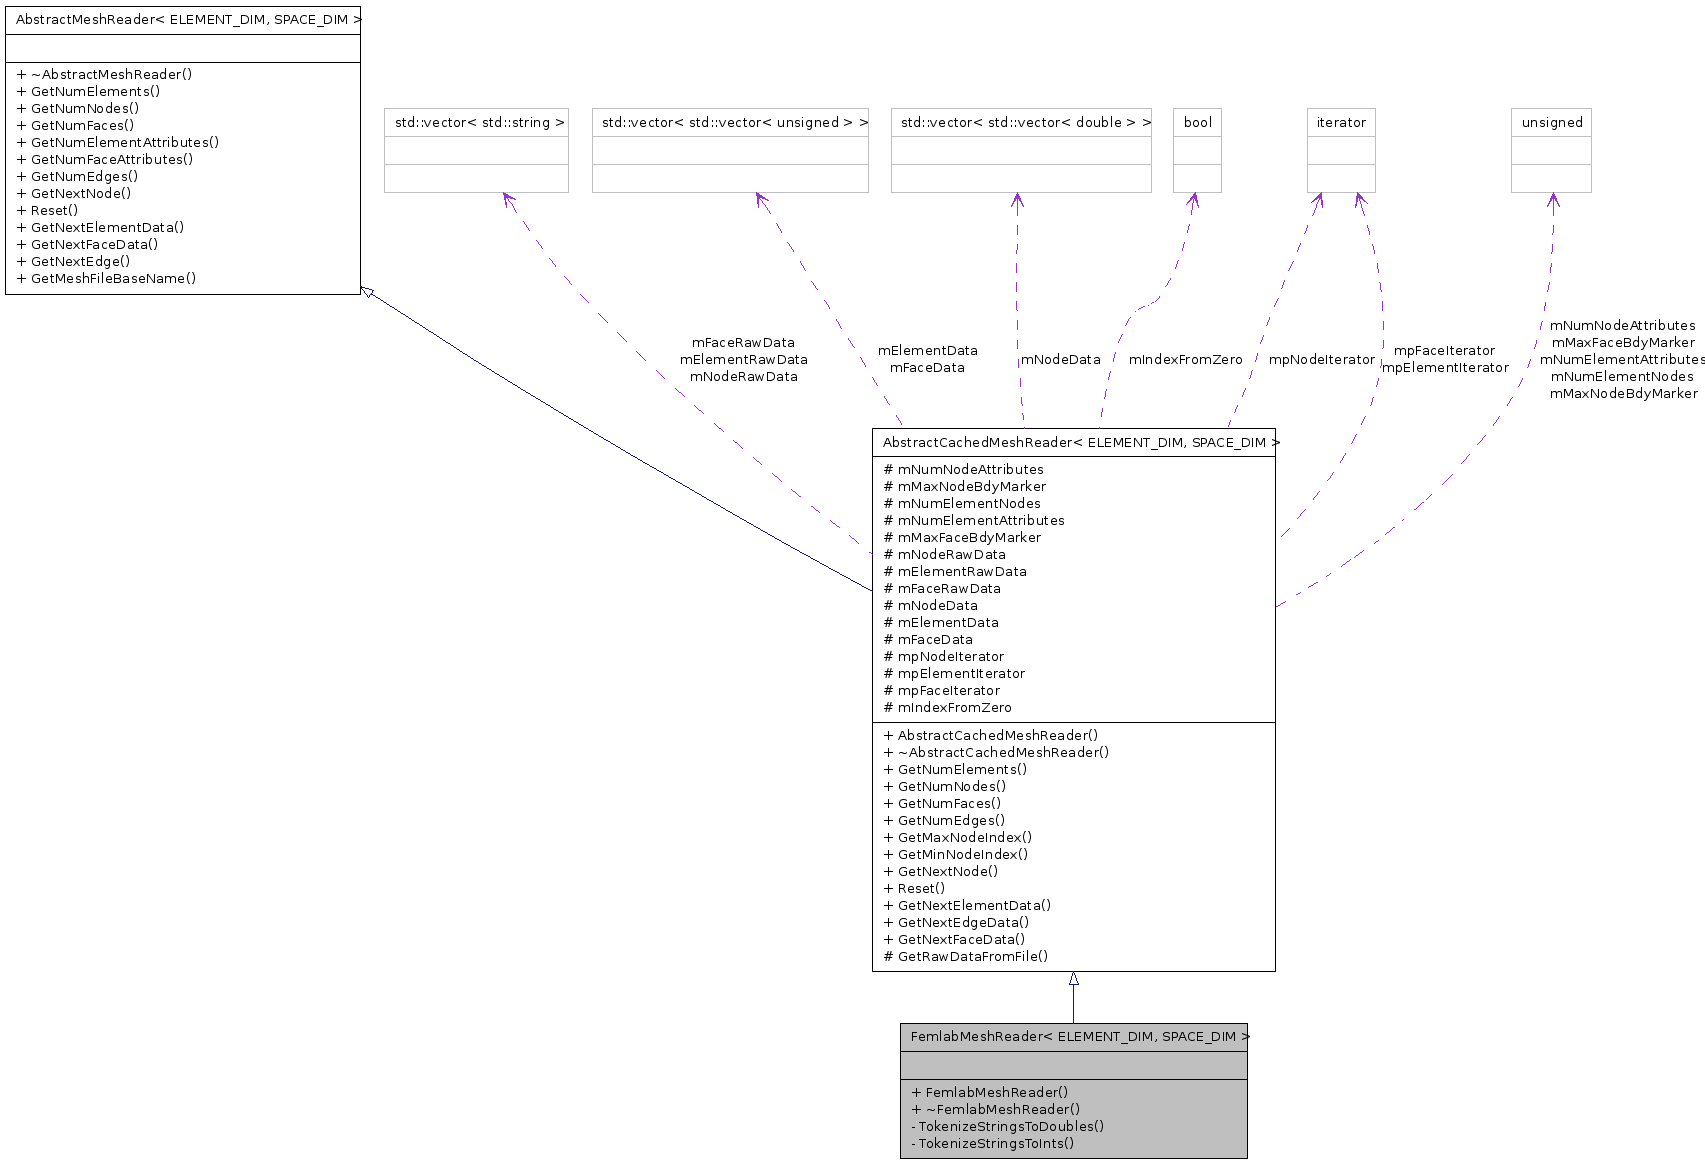 AbstractMeshReader< ELEMENT_DIM, SPACE_DIM >
+ ~AbstractMeshReader()
+ GetNumElements()
+ GetNumNodes()
+ GetNumFaces()
+ GetNumElementAttributes()
+ GetNumFaceAttributes()
+ GetNumEdges()
+ GetNextNode()
+ Reset()
+ GetNextElementData()
+ GetNextFaceData()
+ GetNextEdge()
+ GetMeshFileBaseName()
std::vector< std::string >
std::vector< std::vector< unsigned > >
std::vector< std::vector< double > >
bool
iterator
unsigned
mFaceRawData
mElementRawData
mNodeRawData
mElementData
mFaceData
mNodeData
mIndexFromZero
mpNodeIterator
mpFaceIterator
mpElementIterator
mNumNodeAttributes
mMaxFaceBdyMarker
mNumElementAttributes
mNumElementNodes
mMaxNodeBdyMarker
AbstractCachedMeshReader< ELEMENT_DIM, SPACE_DIM >
# mNumNodeAttributes
# mMaxNodeBdyMarker
# mNumElementNodes
# mNumElementAttributes
# mMaxFaceBdyMarker
# mNodeRawData
# mElementRawData
# mFaceRawData
# mNodeData
# mElementData
# mFaceData
# mpNodeIterator
# mpElementIterator
# mpFaceIterator
# mIndexFromZero
+ AbstractCachedMeshReader()
+ ~AbstractCachedMeshReader()
+ GetNumElements()
+ GetNumNodes()
+ GetNumFaces()
+ GetNumEdges()
+ GetMaxNodeIndex()
+ GetMinNodeIndex()
+ GetNextNode()
+ Reset()
+ GetNextElementData()
+ GetNextEdgeData()
+ GetNextFaceData()
# GetRawDataFromFile()
FemlabMeshReader< ELEMENT_DIM, SPACE_DIM >
+ FemlabMeshReader()
+ ~FemlabMeshReader()
- TokenizeStringsToDoubles()
- TokenizeStringsToInts()